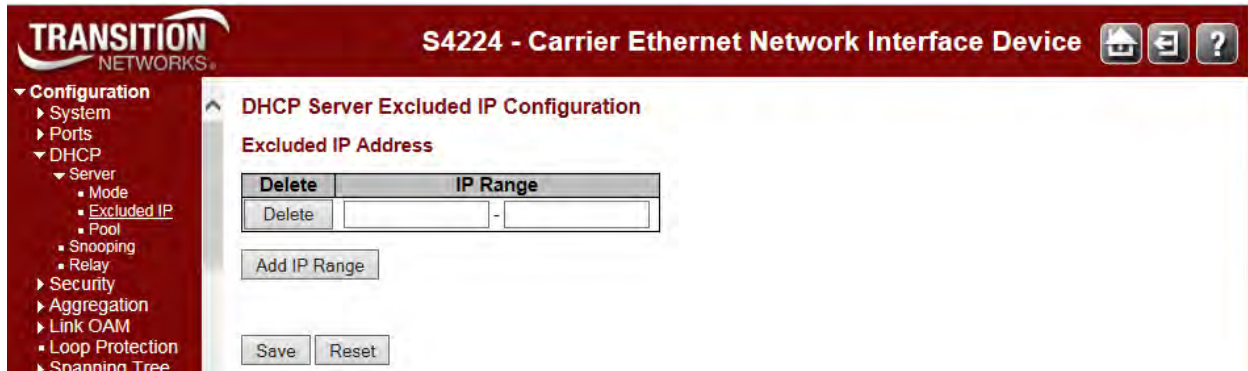 TRANSITION
NETWORKS®
S4224 - Carrier Ethernet Network Interface Device
?
Configuration
System
Ports
DHCP
Server
Mode
Excluded IP
Pool
Snooping
Relay
Security
Aggregation
Link OAM
Loop Protection
Spanning Tree
DHCP Server Excluded IP Configuration
Excluded IP Address
Delete IP Range
Delete -
Add IP Range
Save Reset